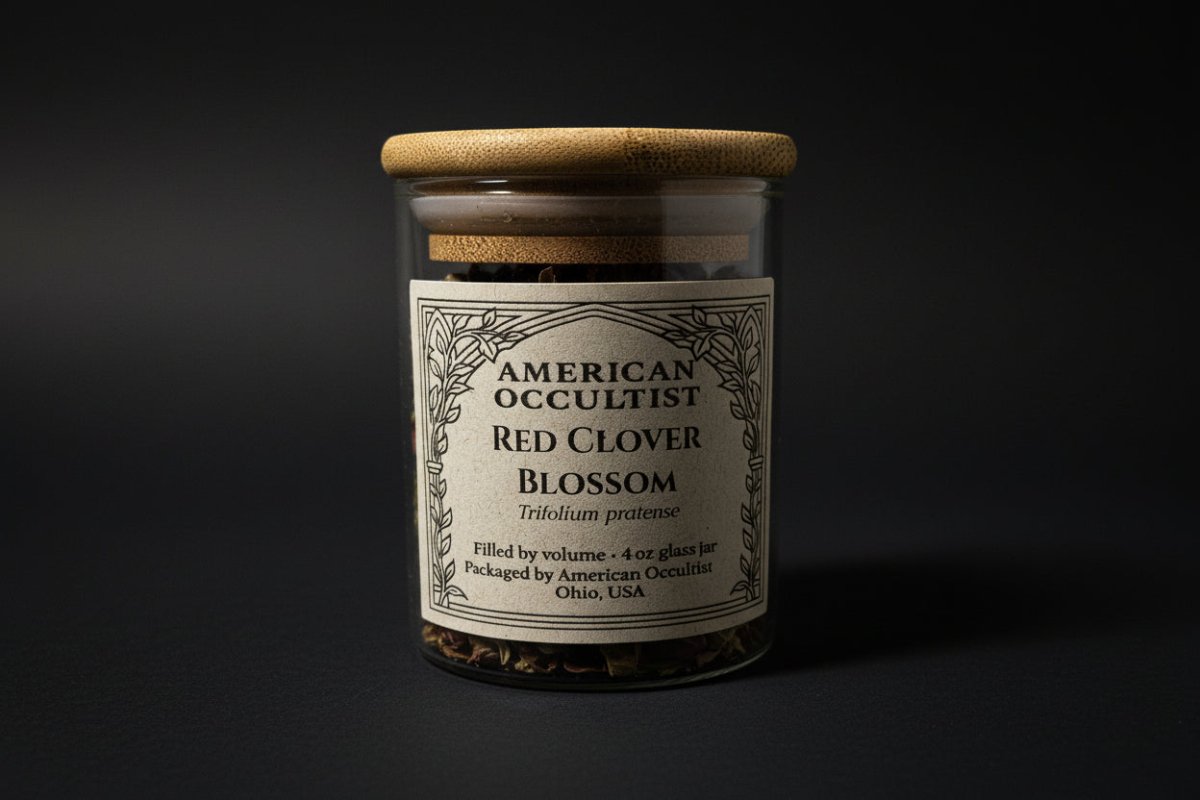 AMERICAN
OCCULTIST
RED CLOVER
BLOSSOM
Trifolium pratense
Filled by volume · 4 oz glass jar
Packaged by American Occultist
Ohio, USA